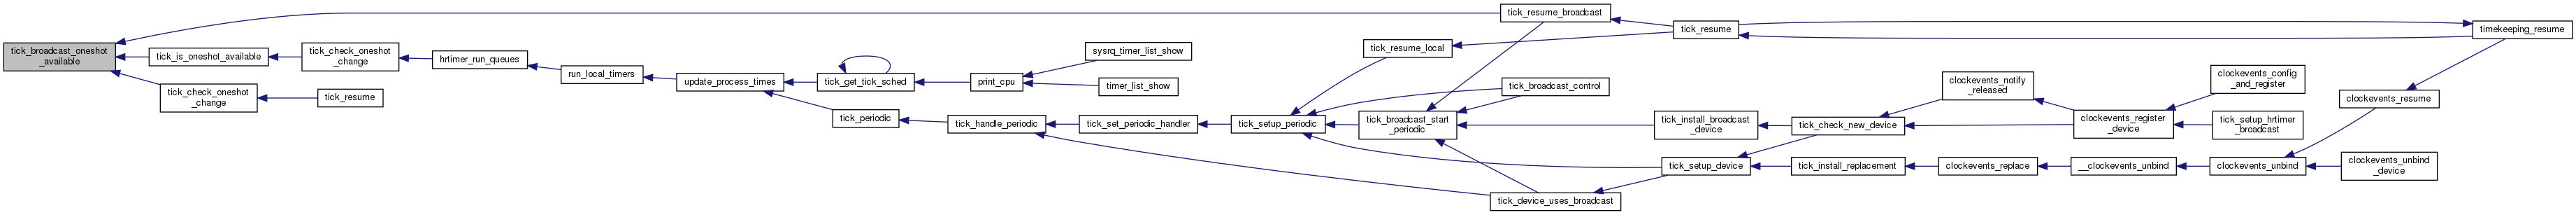 tick_broadcast_oneshot
_available
tick_is_oneshot_available
tick_check_oneshot
_change
tick_check_oneshot
_change
tick_resume
hrtimer_run_queues
run_local_timers
update_process_times
tick_get_tick_sched
tick_periodic
print_cpu
sysrq_timer_list_show
timer_list_show
tick_handle_periodic
tick_set_periodic_handler
tick_setup_periodic
tick_resume_local
tick_broadcast_start
_periodic
tick_resume_broadcast
tick_broadcast_control
tick_device_uses_broadcast
tick_resume
tick_install_broadcast
_device
tick_setup_device
tick_check_new_device
tick_install_replacement
clockevents_notify
_released
clockevents_replace
clockevents_register
_device
__clockevents_unbind
clockevents_config
_and_register
tick_setup_hrtimer
_broadcast
clockevents_unbind
timekeeping_resume
clockevents_resume
clockevents_unbind
_device